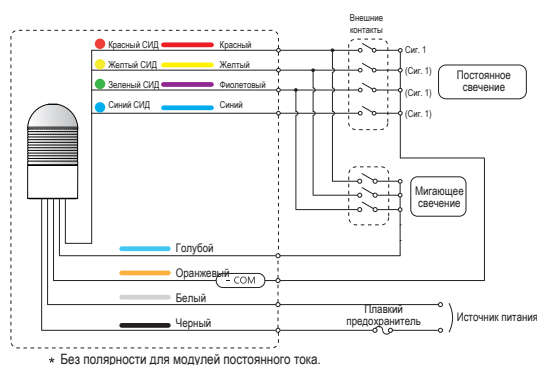 Внешние
контакты
Красный СИД Красный Сиг. 1
Желтый СИД Желтый (Сиг. 1)
Зеленый СИД Фиолетовый (Сиг. 1)
Синий СИД Синий (Сиг. 1)
Постоянное
свечение
Мигающее
свечение
Голубой
Оранжевый - COM
Белый
Черный
Плавкий
предохранитель
Источник питания
* Без полярности для модулей постоянного тока.